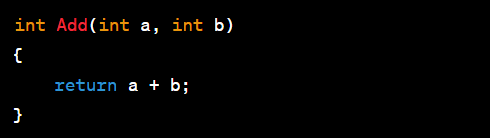 int Add(int a, int b)
{
    return a + b;
}